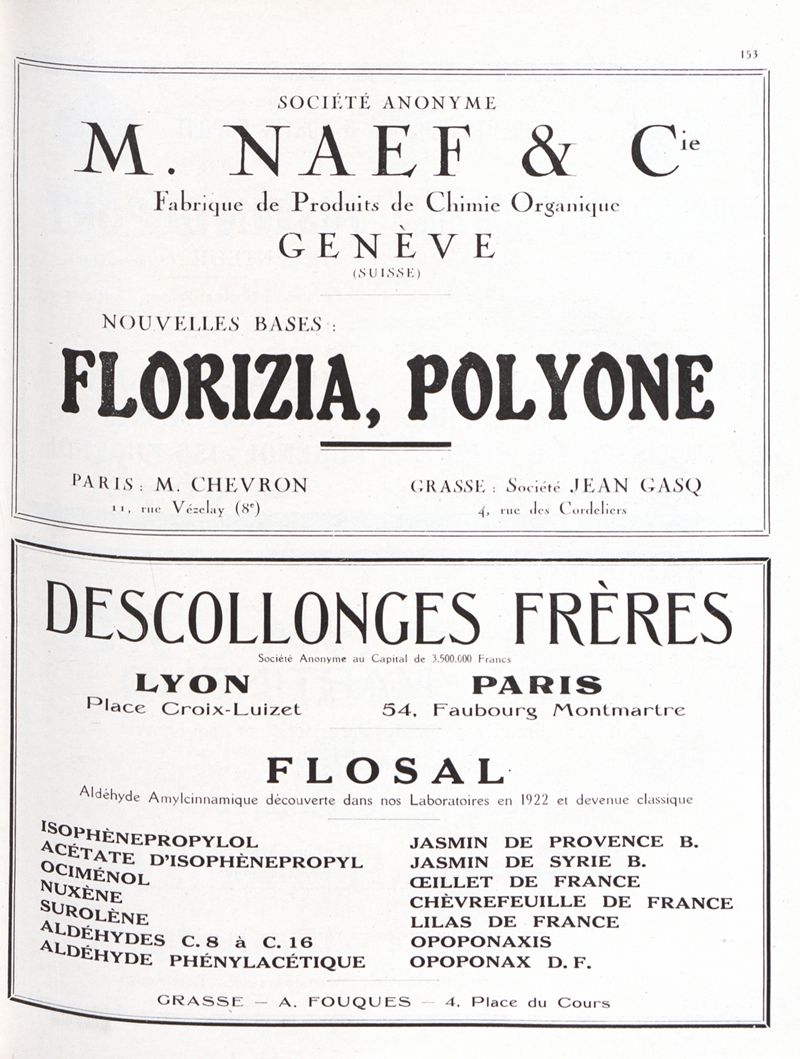 153
SOCIÉTÉ ANONYME
M. NAEF & Cie
Fabrique de Produits de Chimie Organique
GENÈVE
(SUISSE)
NOUVELLES BASES :
FLORIZIA, POLYONE
PARIS : M. CHEVRON
11, rue Vézelay (8e)
GRASSE : Société JEAN GASQ
4, rue des Cordeliers
DESCOLLONGES FRÈRES
Société Anonyme au Capital de 3.500.000 Francs
LYON
Place Croix-Luizet
PARIS
54, Faubourg Montmartre
FLOSAL
Aldéhyde Amylcinnamique découverte dans nos Laboratoires en 1922 et devenue classique
ISOPHÈNEPROPYLOL
ACÉTATE D'ISOPHÈNEPROPYL
OCIMÉNOL
NUXÈNE
SUROLÈNE
ALDÉHYDES C. 8 à C. 16
ALDÉHYDE PHÉNYLACÉTIQUE
JASMIN DE PROVENCE B.
JASMIN DE SYRIE B.
ŒILLET DE FRANCE
CHÈVREFEUILLE DE FRANCE
LILAS DE FRANCE
OPOPONAXIS
OPOPONAX D. F.
GRASSE — A. FOUQUES — 4, Place du Cours